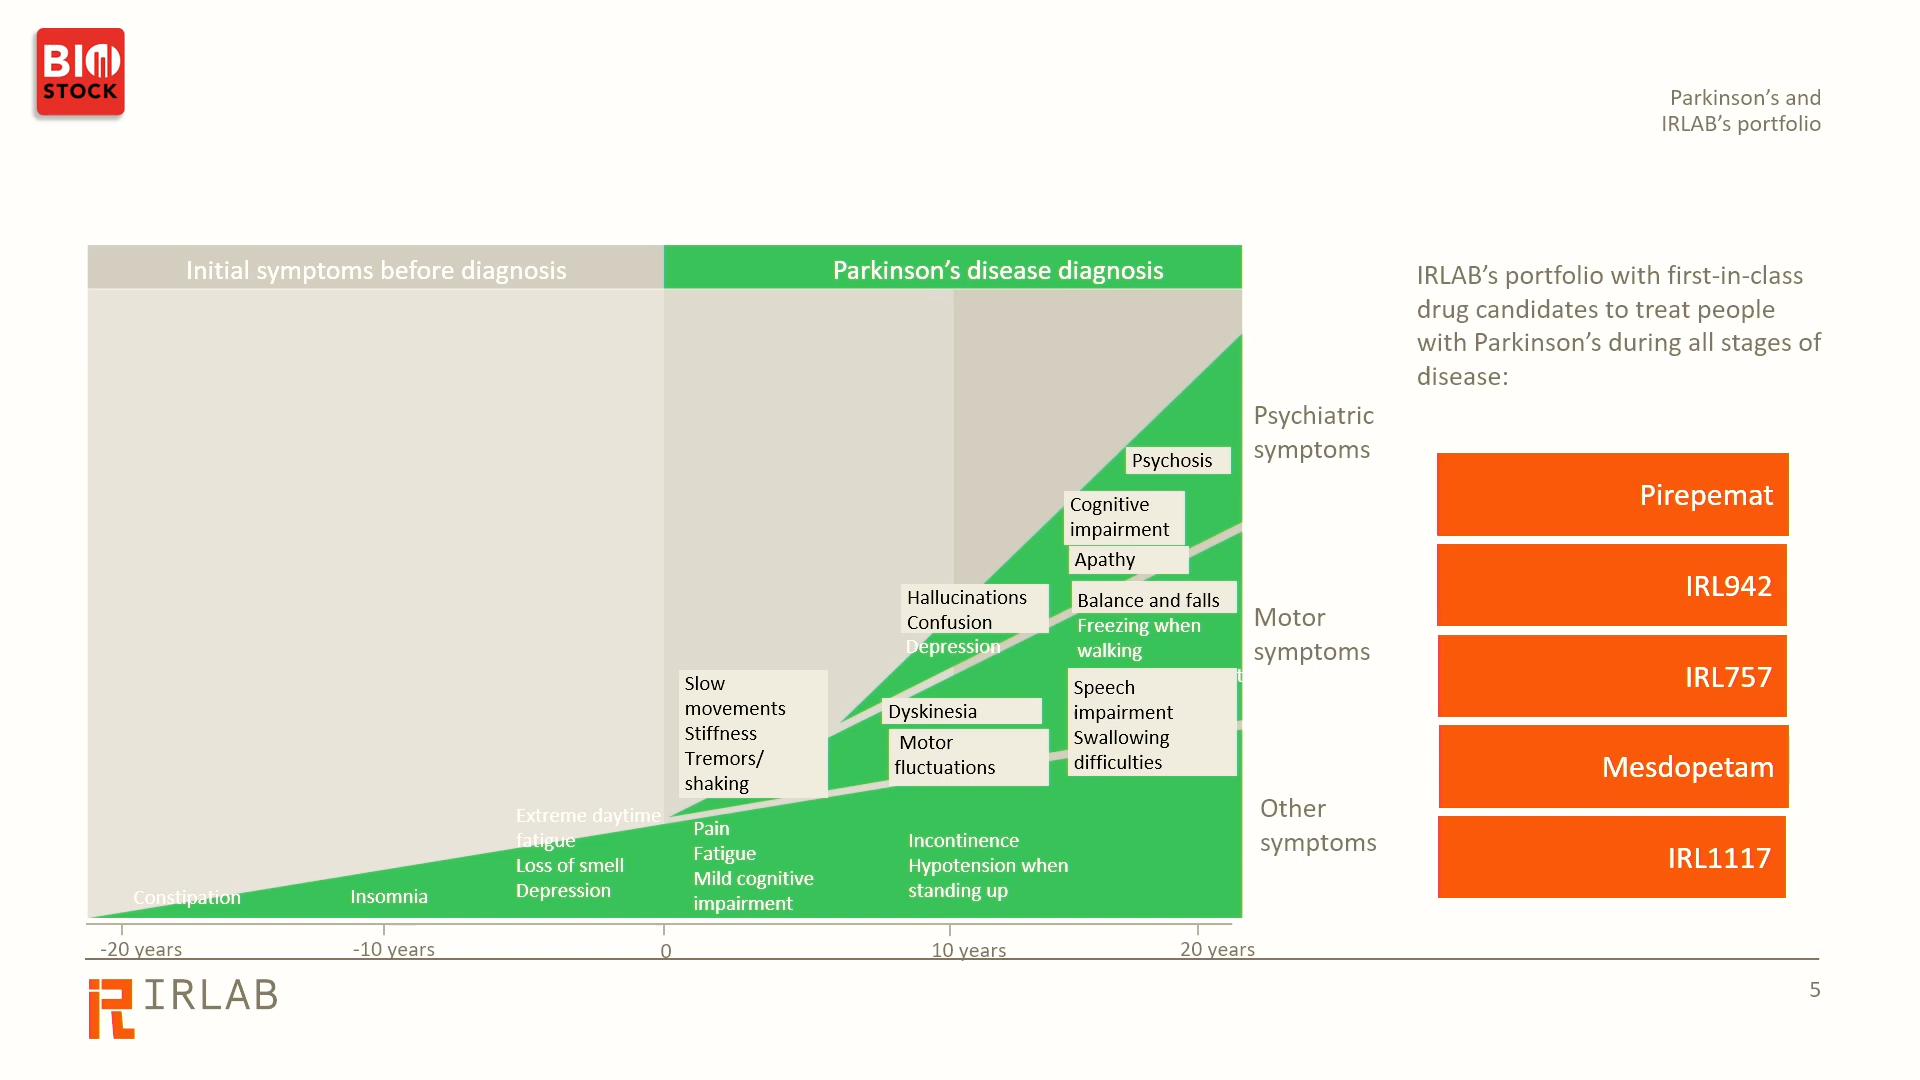 BIO
STOCK
Parkinson’s and
IRLAB’s portfolio
Initial symptoms before diagnosis
Parkinson’s disease diagnosis
IRLAB’s portfolio with first-in-class
drug candidates to treat people
with Parkinson’s during all stages of
disease:
Psychiatric
symptoms
Psychosis
Cognitive
impairment
Apathy
Hallucinations
Confusion
Depression
Balance and falls
Freezing when
walking
Motor
symptoms
Slow
movements
Stiffness
Tremors/
shaking
Dyskinesia
Motor
fluctuations
Speech
impairment
Swallowing
difficulties
Other
symptoms
Extreme daytime
fatigue
Loss of smell
Depression
Constipation
Insomnia
Pain
Fatigue
Mild cognitive
impairment
Incontinence
Hypotension when
standing up
Pirepemat
IRL942
IRL757
Mesdopetam
IRL1117
-20 years
-10 years
0
10 years
20 years
IRLAB
5